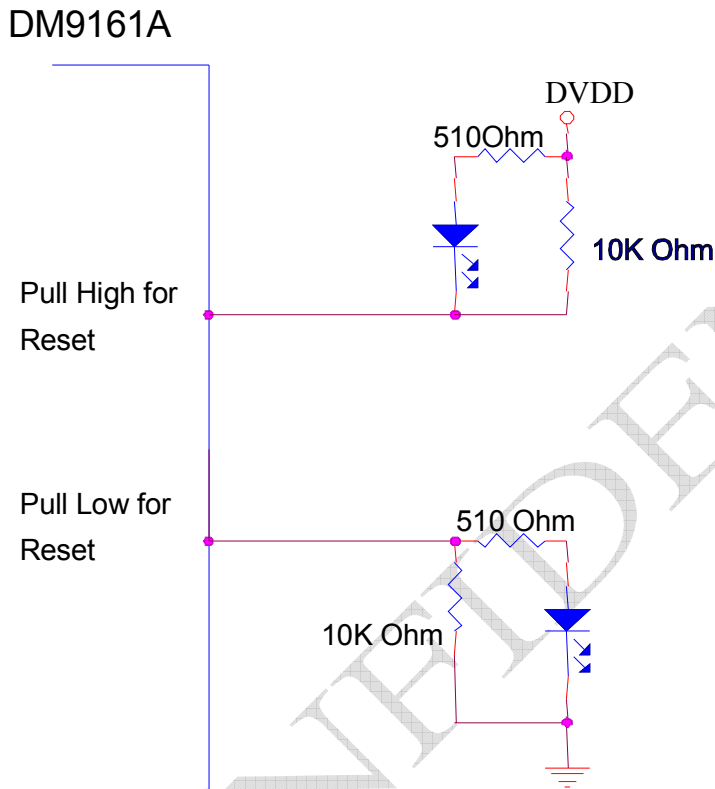 DM9161A
DVDD
510Ohm
10K Ohm
Pull High for
Reset
Pull Low for
Reset
510 Ohm
10K Ohm